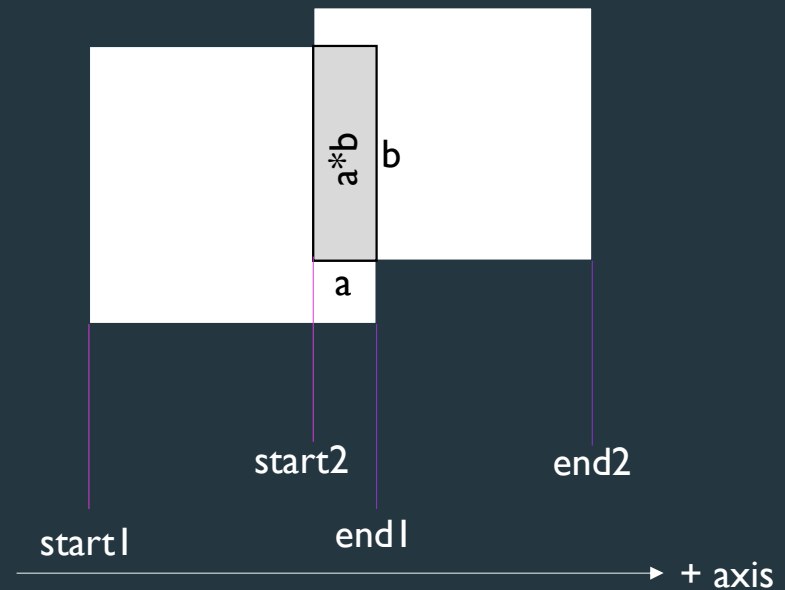 a*b
b
a
start2
end2
start1
end1
+ axis